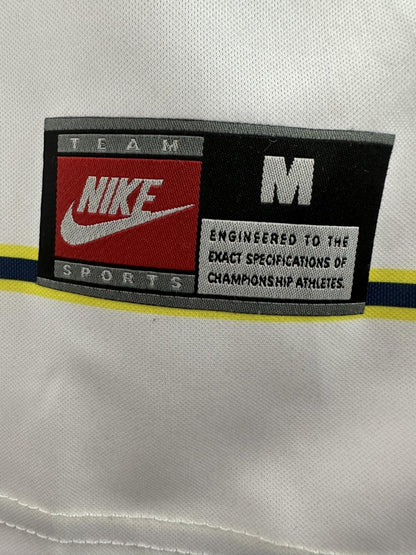 TEAM
NIKE
SPORTS
M
ENGINEERED TO THE
EXACT SPECIFICATIONS OF
CHAMPIONSHIP ATHLETES.